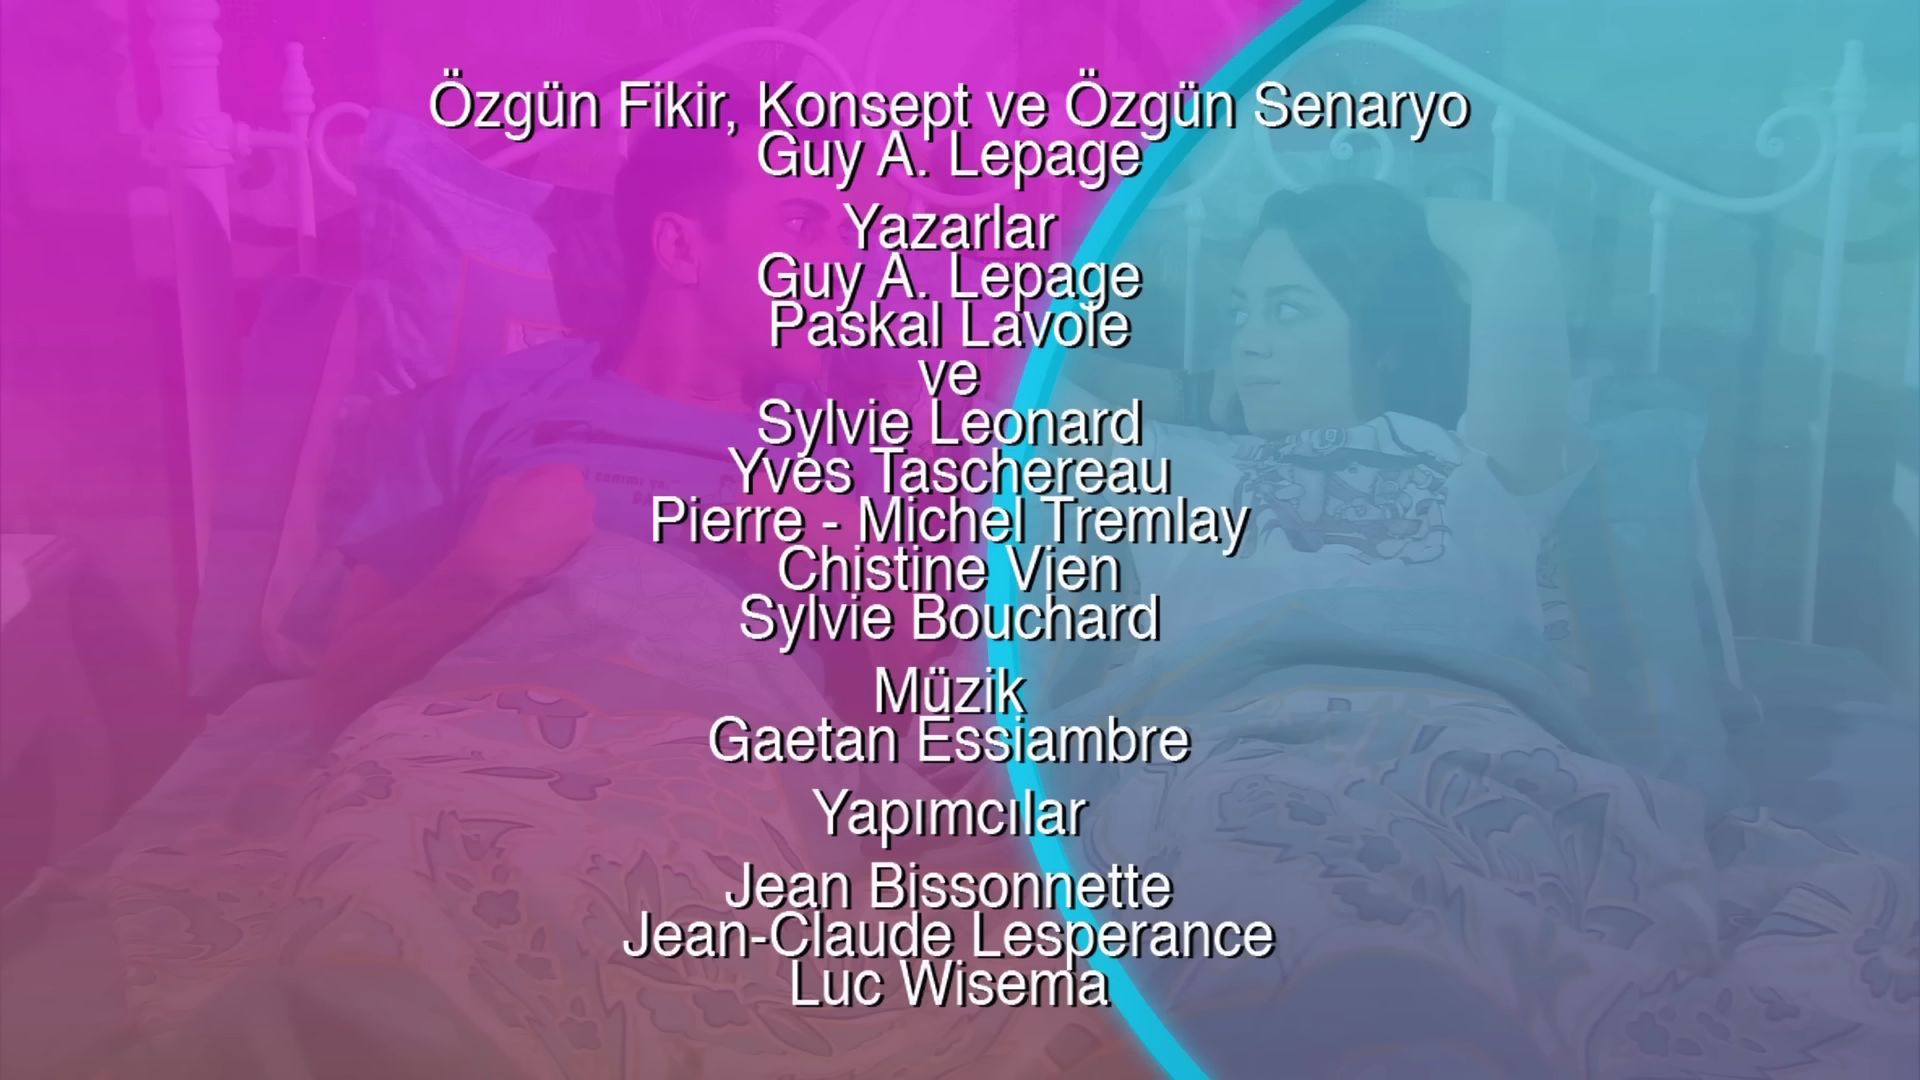 Özgün Fikir, Konsept ve Özgün Senaryo
Guy A. Lepage
Yazarlar
Guy A. Lepage
Paskal Lavoie
ve
Sylvie Leonard
Yves Taschereau
Pierre - Michel Tremlay
Chistine Vien
Sylvie Bouchard
Müzik
Gaetan Essiambre
Yapımcılar
Jean Bissonnette
Jean-Claude Lesperance
Luc Wisema